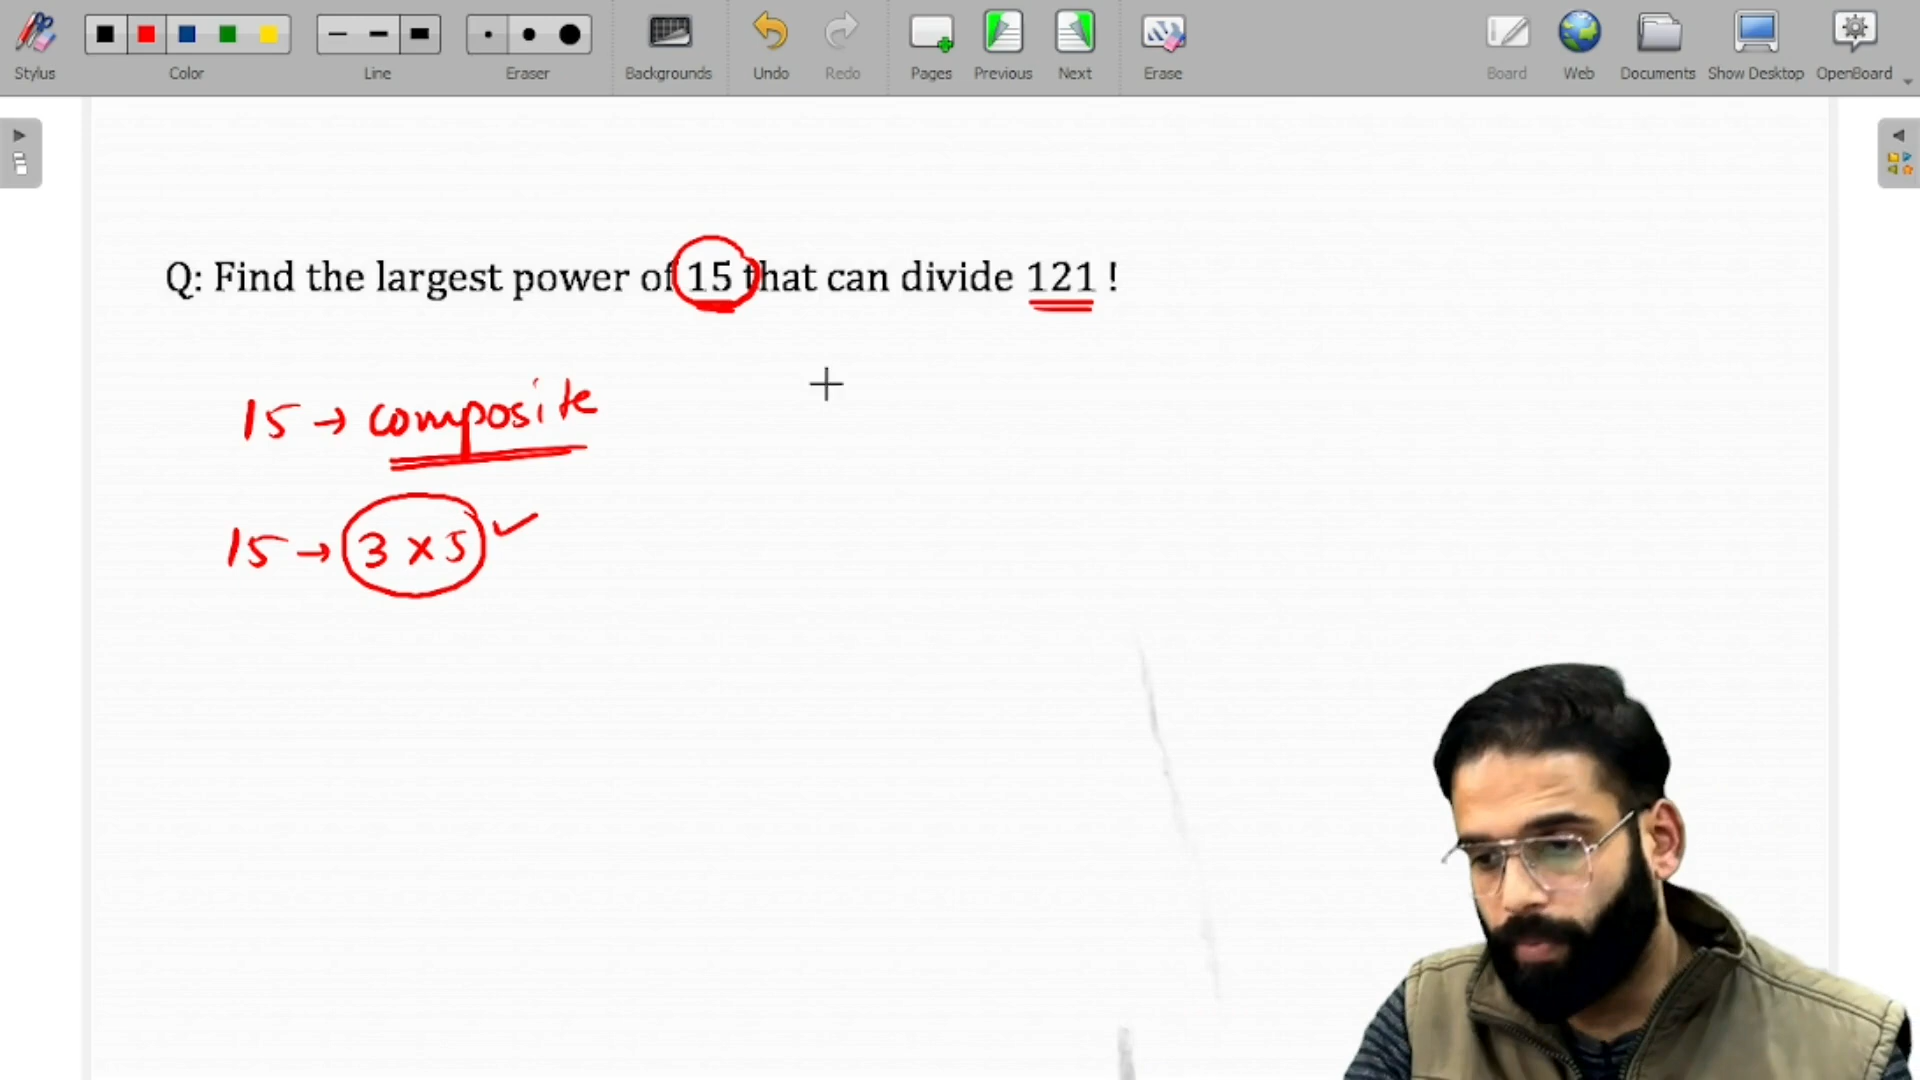 Stylus
Color
Line
Eraser
Backgrounds
Undo
Redo
Pages
Previous
Next
Erase
Board
Web
Documents
Show Desktop
OpenBoard
Q: Find the largest power of 15 that can divide 121 !
15 → composite
15 → 3 × 5 ✓